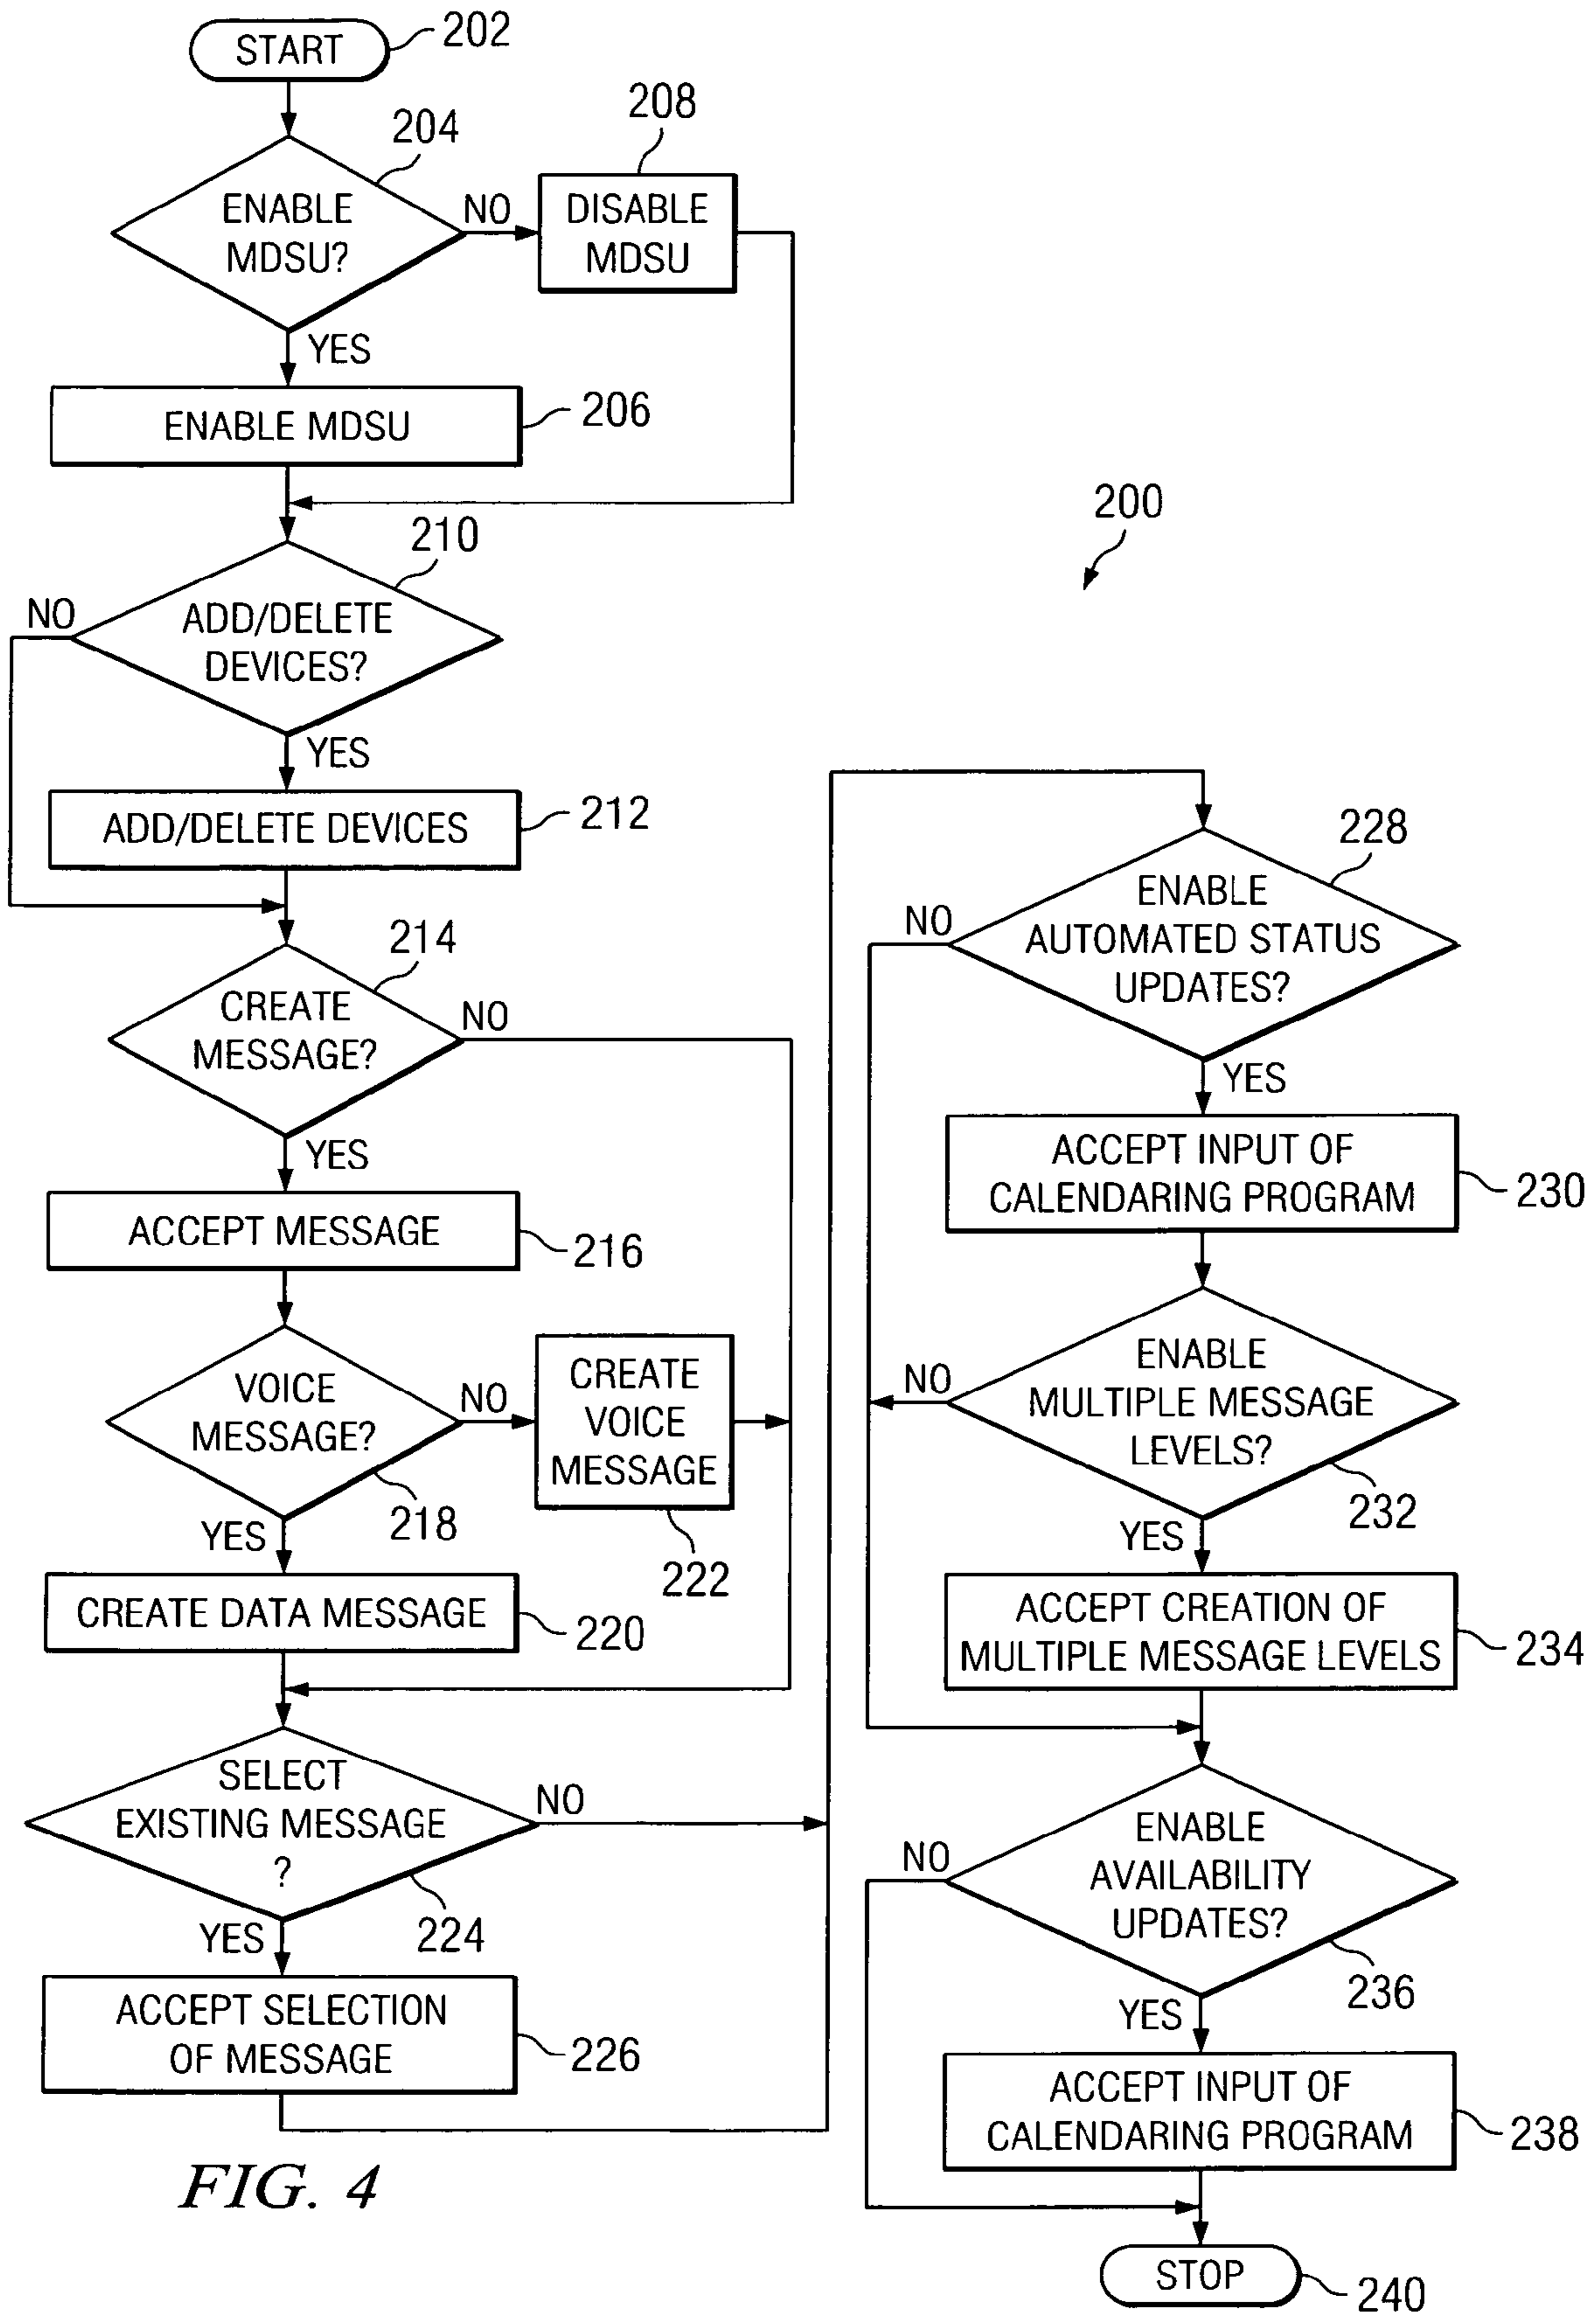 START
202
204
208
ENABLE
MDSU?
NO
DISABLE
MDSU
YES
ENABLE MDSU
206
210
NO
ADD/DELETE
DEVICES?
YES
ADD/DELETE DEVICES
212
214
CREATE
MESSAGE?
NO
YES
ACCEPT MESSAGE
216
VOICE
MESSAGE?
NO
CREATE
VOICE
MESSAGE
218
222
YES
CREATE DATA MESSAGE
220
SELECT
EXISTING MESSAGE
?
NO
224
YES
ACCEPT SELECTION
OF MESSAGE
226
200
228
ENABLE
AUTOMATED STATUS
UPDATES?
NO
YES
ACCEPT INPUT OF
CALENDARING PROGRAM
230
ENABLE
MULTIPLE MESSAGE
LEVELS?
NO
232
YES
ACCEPT CREATION OF
MULTIPLE MESSAGE LEVELS
234
ENABLE
AVAILABILITY
UPDATES?
NO
236
YES
ACCEPT INPUT OF
CALENDARING PROGRAM
238
STOP
240
FIG. 4